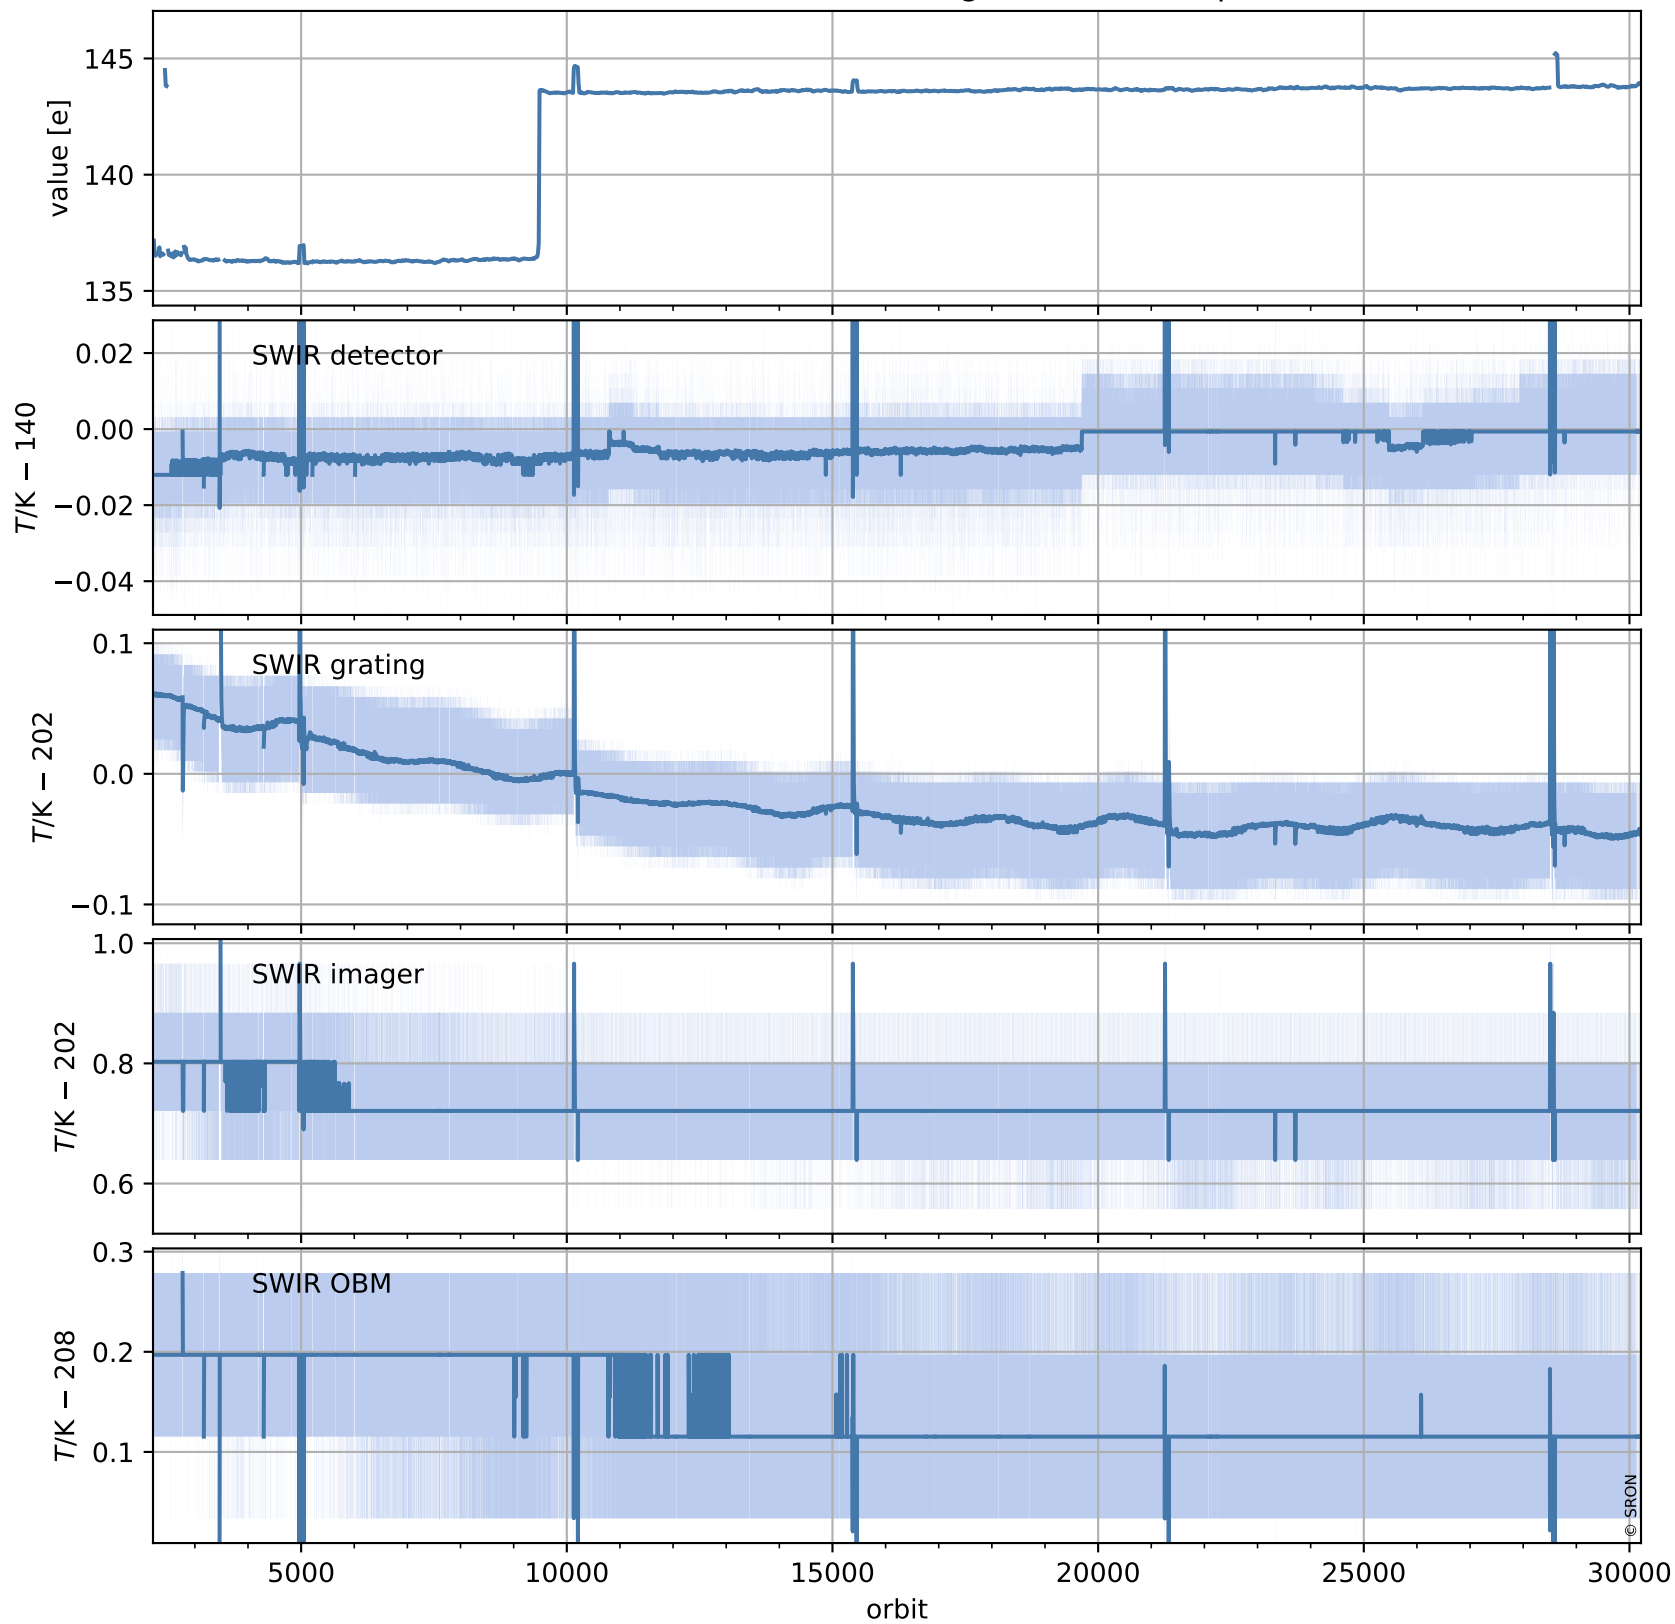 145
140
135
value [e]
SWIR detector
0.02
0.00
−0.02
−0.04
T/K − 140
SWIR grating
0.1
0.0
−0.1
T/K − 202
SWIR imager
1.0
0.8
0.6
T/K − 202
SWIR OBM
0.3
0.2
0.1
T/K − 208
© SRON
5000 10000 15000 20000 25000 30000
orbit